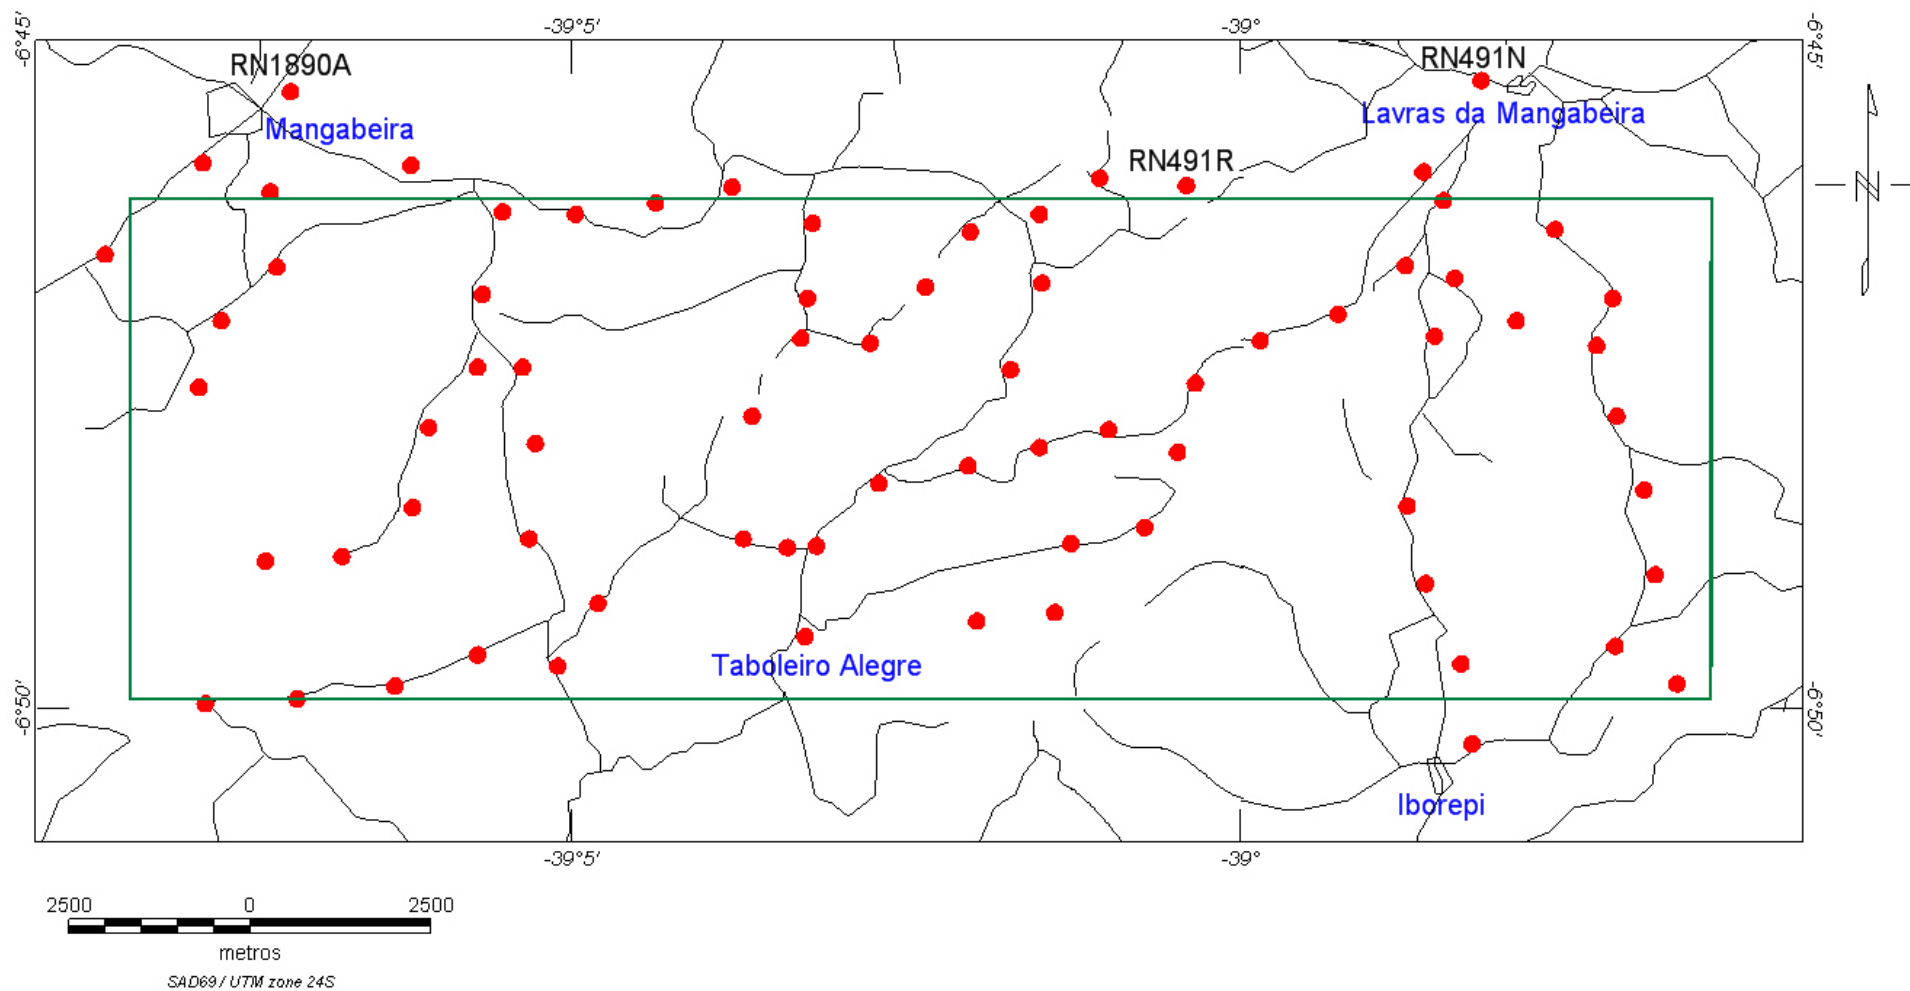 -39°5'
-39°
-6°45'
-6°45'
RN1890A
RN491N
Mangabeira
Lavras da Mangabeira
RN491R
N
Taboleiro Alegre
-6°50'
-6°50'
Iborepi
-39°5'
-39°
2500 0 2500
metros
SAD69 / UTM zone 24S